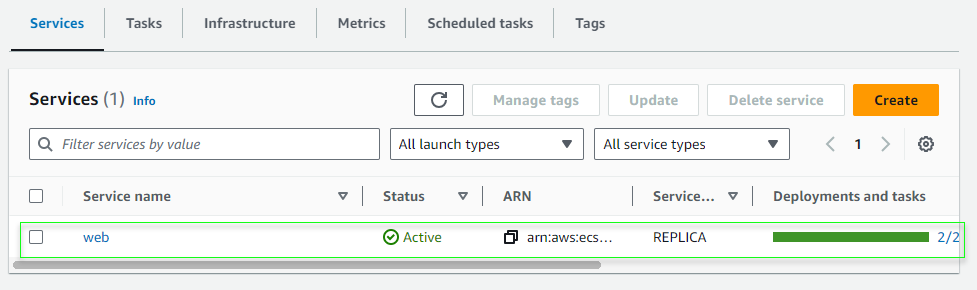 Services Tasks Infrastructure Metrics Scheduled tasks Tags
Services (1) Info Manage tags Update Delete service Create
Filter services by value All launch types All service types 1
Service name Status ARN Service... Deployments and tasks
web Active arn:aws:ecs... REPLICA 2/2